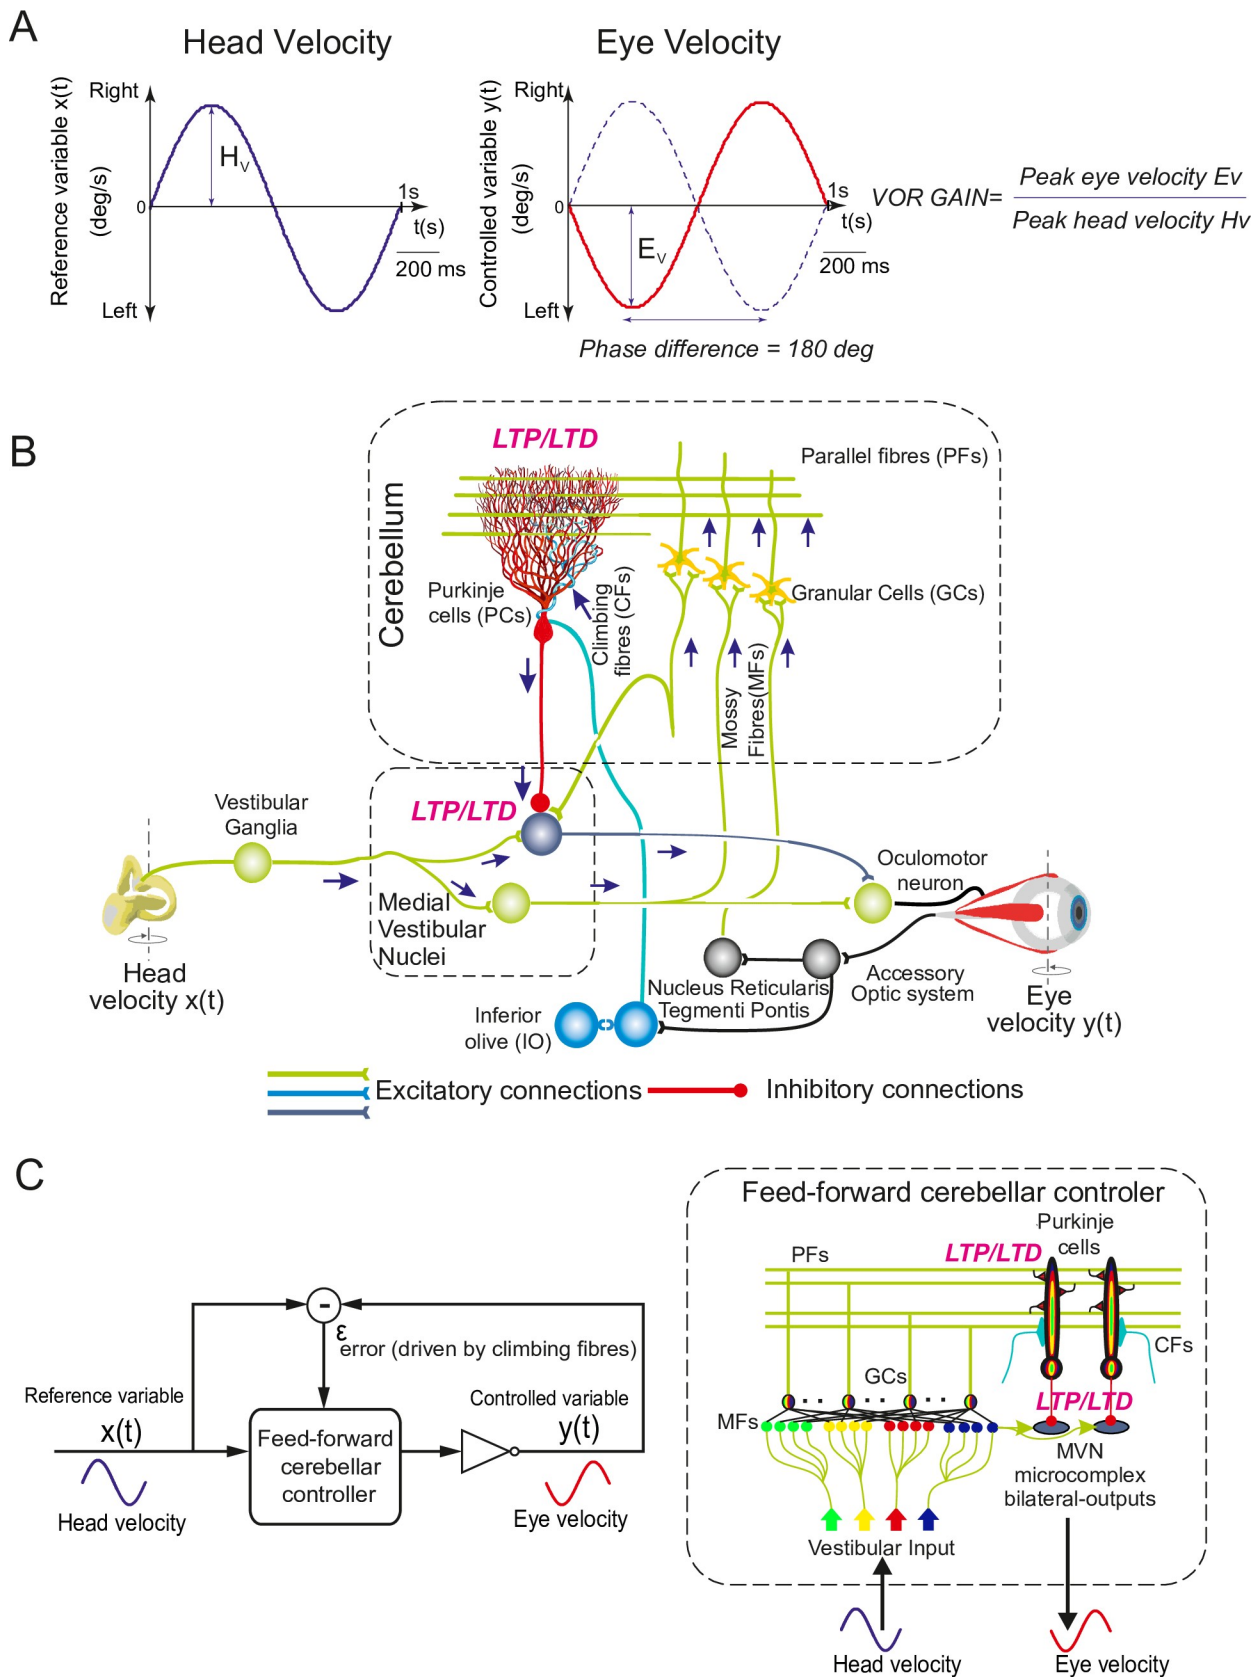 A
Head Velocity
Eye Velocity
Reference variable x(t)
(deg/s)
Right
0
Left
Hv
1s
t(s)
200 ms
Controlled variable y(t)
(deg/s)
Right
0
Left
Ev
1s
t(s)
200 ms
Phase difference = 180 deg
VOR GAIN=
Peak eye velocity Ev
Peak head velocity Hv
B
Cerebellum
LTP/LTD
Parallel fibres (PFs)
Purkinje
cells (PCs)
Climbing
fibres (CFs)
Granular Cells (GCs)
Mossy
Fibres(MFs)
LTP/LTD
Vestibular
Ganglia
Medial
Vestibular
Nuclei
Oculomotor
neuron
Head
velocity x(t)
Nucleus Reticularis
Tegmenti Pontis
Accessory
Optic system
Eye
velocity y(t)
Inferior
olive (IO)
Excitatory connections
Inhibitory connections
C
-
ε
error (driven by climbing fibres)
Reference variable
x(t)
Head velocity
Feed-forward
cerebellar
controller
Controlled variable
y(t)
Eye velocity
Feed-forward cerebellar controler
Purkinje
cells
LTP/LTD
PFs
CFs
GCs
LTP/LTD
MFs
MVN
microcomplex
bilateral-outputs
Vestibular Input
Head velocity
Eye velocity